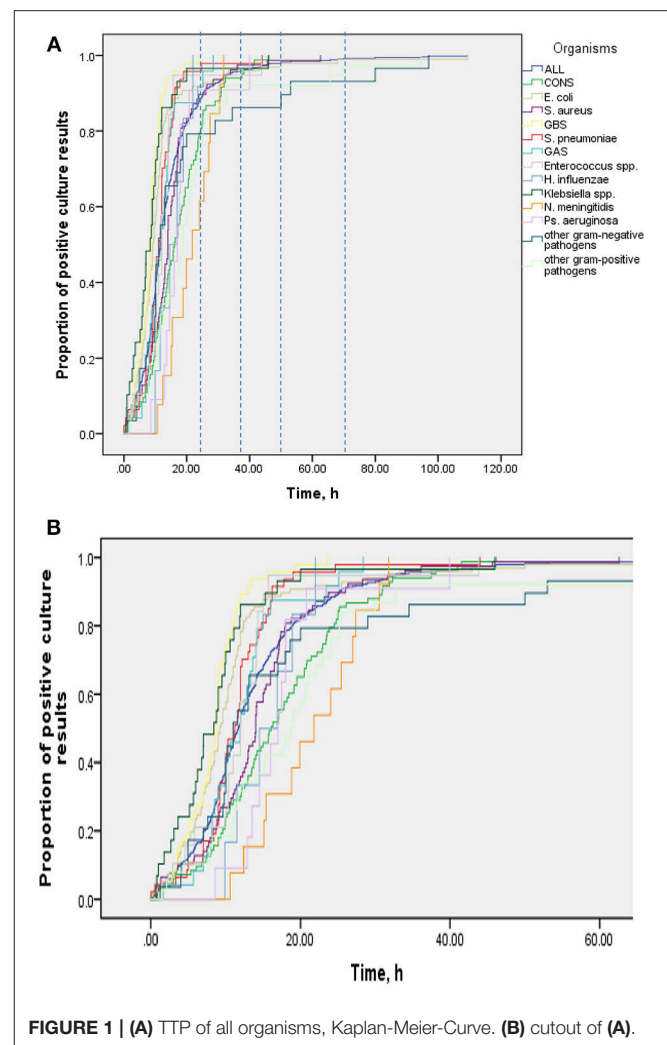 A
Organisms
ALL
CONS
E. coli
S. aureus
GBS
S. pneumoniae
GAS
Enterococcus spp.
H. influenzae
Klebsiella spp.
N. meningitidis
Ps. aeruginosa
other gram-negative
pathogens
other gram-positive
pathogens
Proportion of positive culture results
1.0
0.8
0.6
0.4
0.2
0.0
.00 20.00 40.00 60.00 80.00 100.00 120.00
Time, h
B
Proportion of positive culture
results
1.0
0.8
0.6
0.4
0.2
0.0
.00 20.00 40.00 60.00
Time, h
FIGURE 1 | (A) TTP of all organisms, Kaplan-Meier-Curve. (B) cutout of (A).